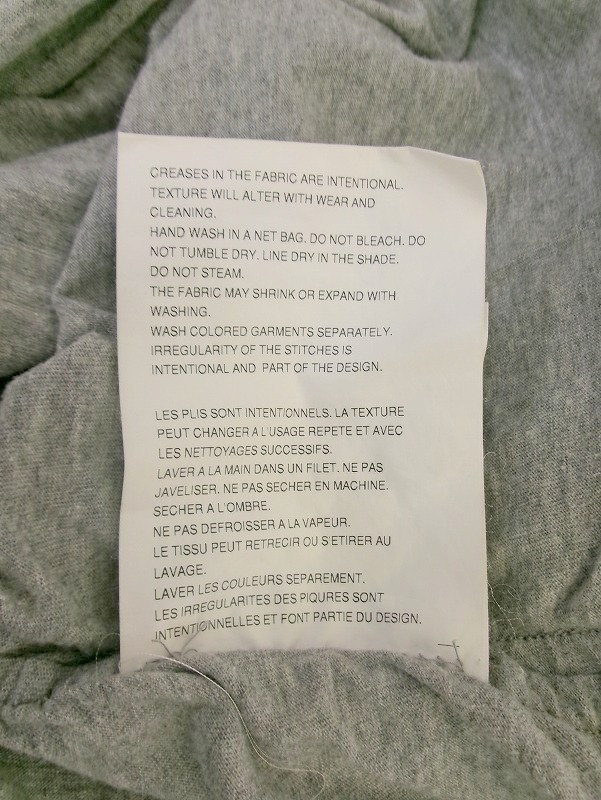 CREASES IN THE FABRIC ARE INTENTIONAL.
TEXTURE WILL ALTER WITH WEAR AND
CLEANING.
HAND WASH IN A NET BAG. DO NOT BLEACH. DO
NOT TUMBLE DRY. LINE DRY IN THE SHADE.
DO NOT STEAM.
THE FABRIC MAY SHRINK OR EXPAND WITH
WASHING.
WASH COLORED GARMENTS SEPARATELY.
IRREGULARITY OF THE STITCHES IS
INTENTIONAL AND PART OF THE DESIGN.
LES PLIS SONT INTENTIONNELS. LA TEXTURE
PEUT CHANGER A L'USAGE REPETE ET AVEC
LES NETTOYAGES SUCCESSIFS.
LAVER A LA MAIN DANS UN FILET. NE PAS
JAVELISER. NE PAS SECHER EN MACHINE.
SECHER A L'OMBRE.
NE PAS DEFROISSER A LA VAPEUR.
LE TISSU PEUT RETRECIR OU S'ETIRER AU
LAVAGE.
LAVER LES COULEURS SEPAREMENT.
LES IRREGULARITES DES PIQURES SONT
INTENTIONNELLES ET FONT PARTIE DU DESIGN.